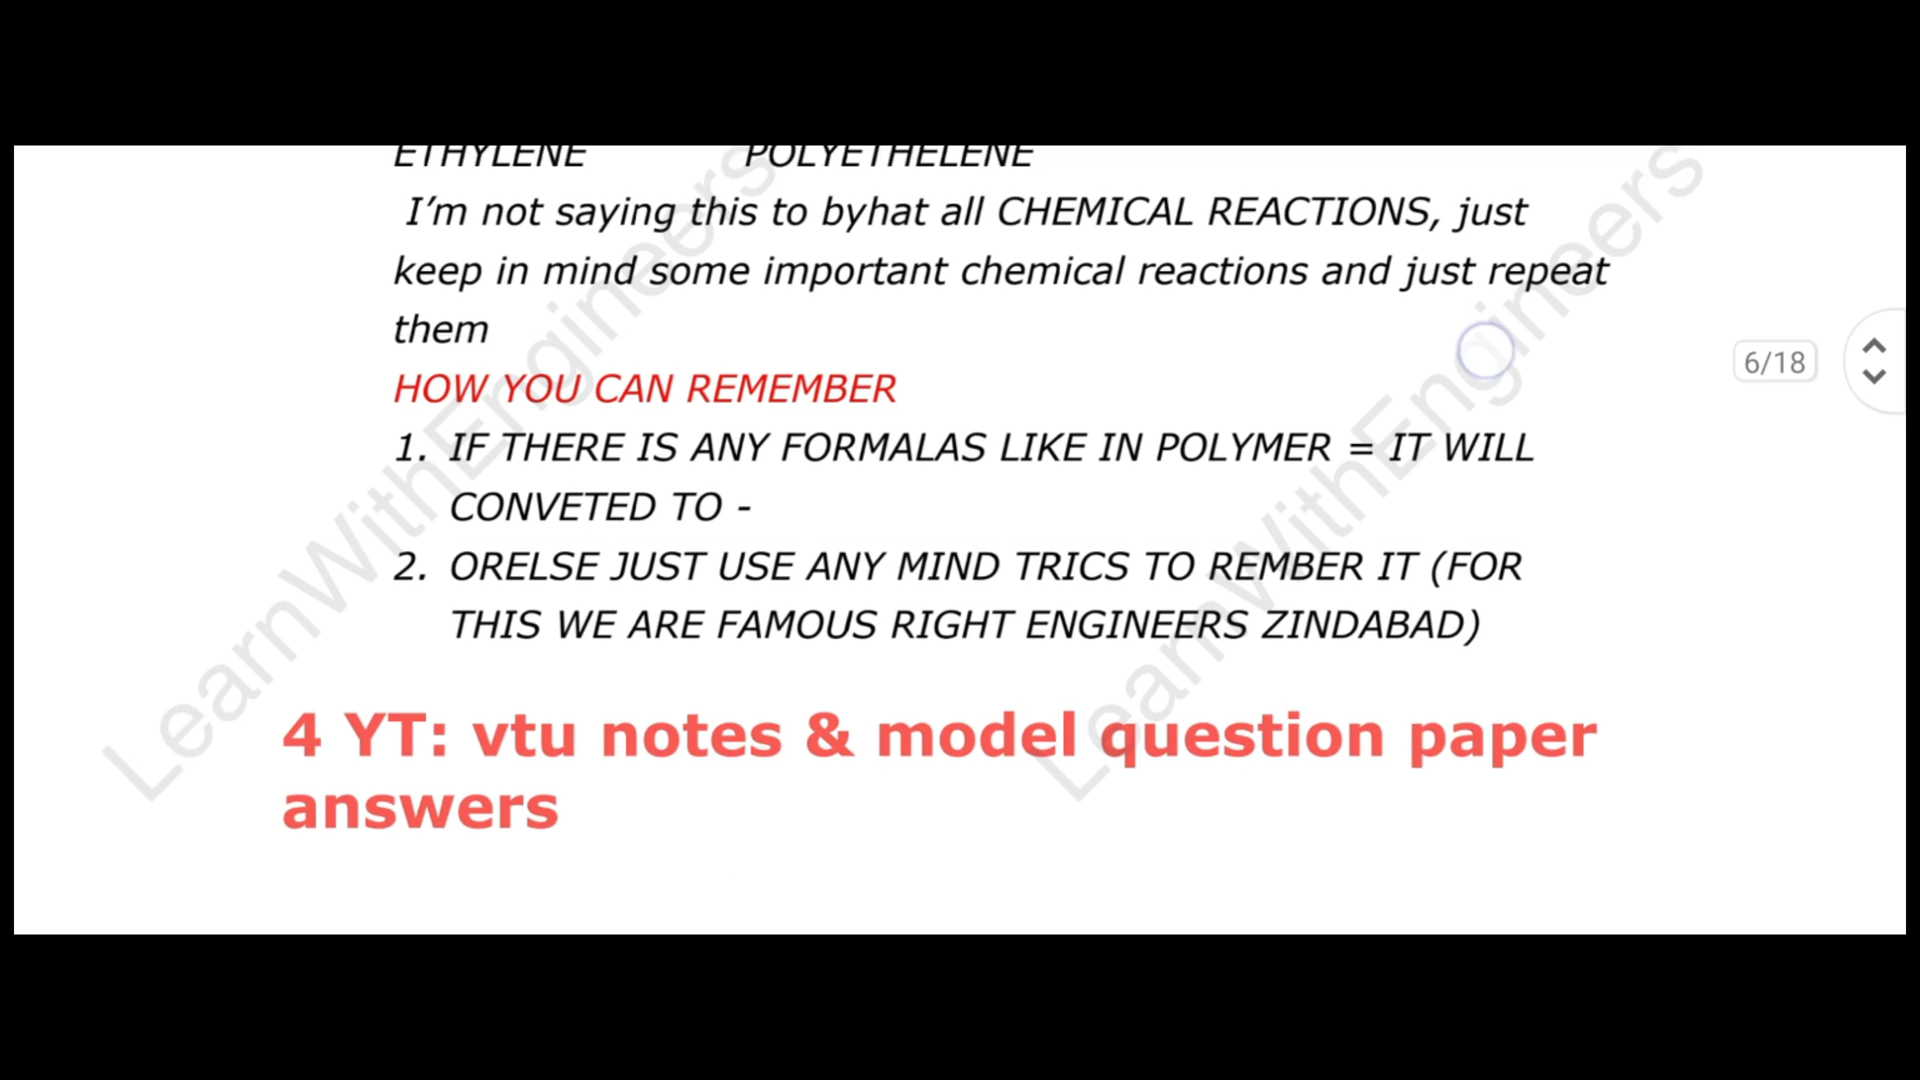 ETHYLENE POLYETHELENE
I’m not saying this to byhat all CHEMICAL REACTIONS, just
keep in mind some important chemical reactions and just repeat
them
HOW YOU CAN REMEMBER
1. IF THERE IS ANY FORMALAS LIKE IN POLYMER = IT WILL
CONVETED TO -
2. ORELSE JUST USE ANY MIND TRICS TO REMBER IT (FOR
THIS WE ARE FAMOUS RIGHT ENGINEERS ZINDABAD)
4 YT: vtu notes & model question paper
answers
6/18
LearnWithEngineers
LearnWithEngineers